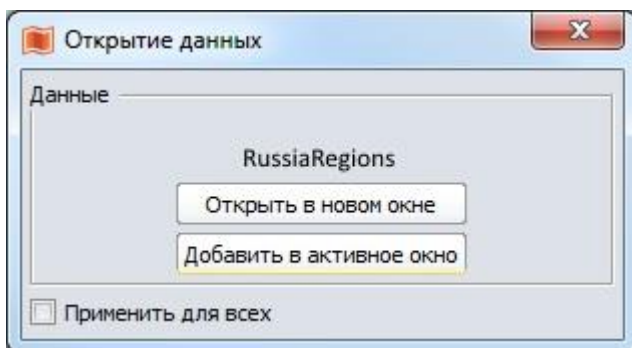 Открытие данных
Данные
RussiaRegions
Открыть в новом окне
Добавить в активное окно
Применить для всех